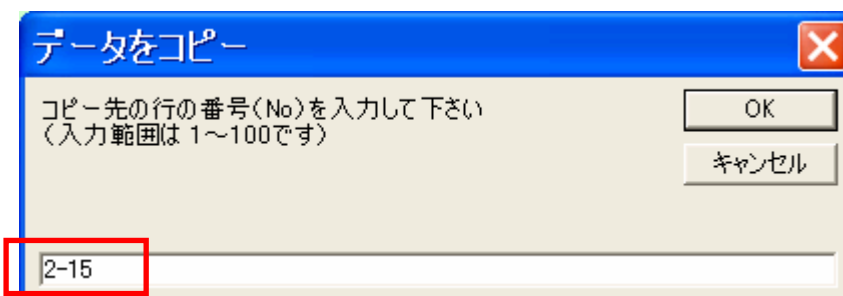 データをコピー
コピー先の行の番号(No)を入力して下さい
(入力範囲は1～100です)
OK
キャンセル
2-15